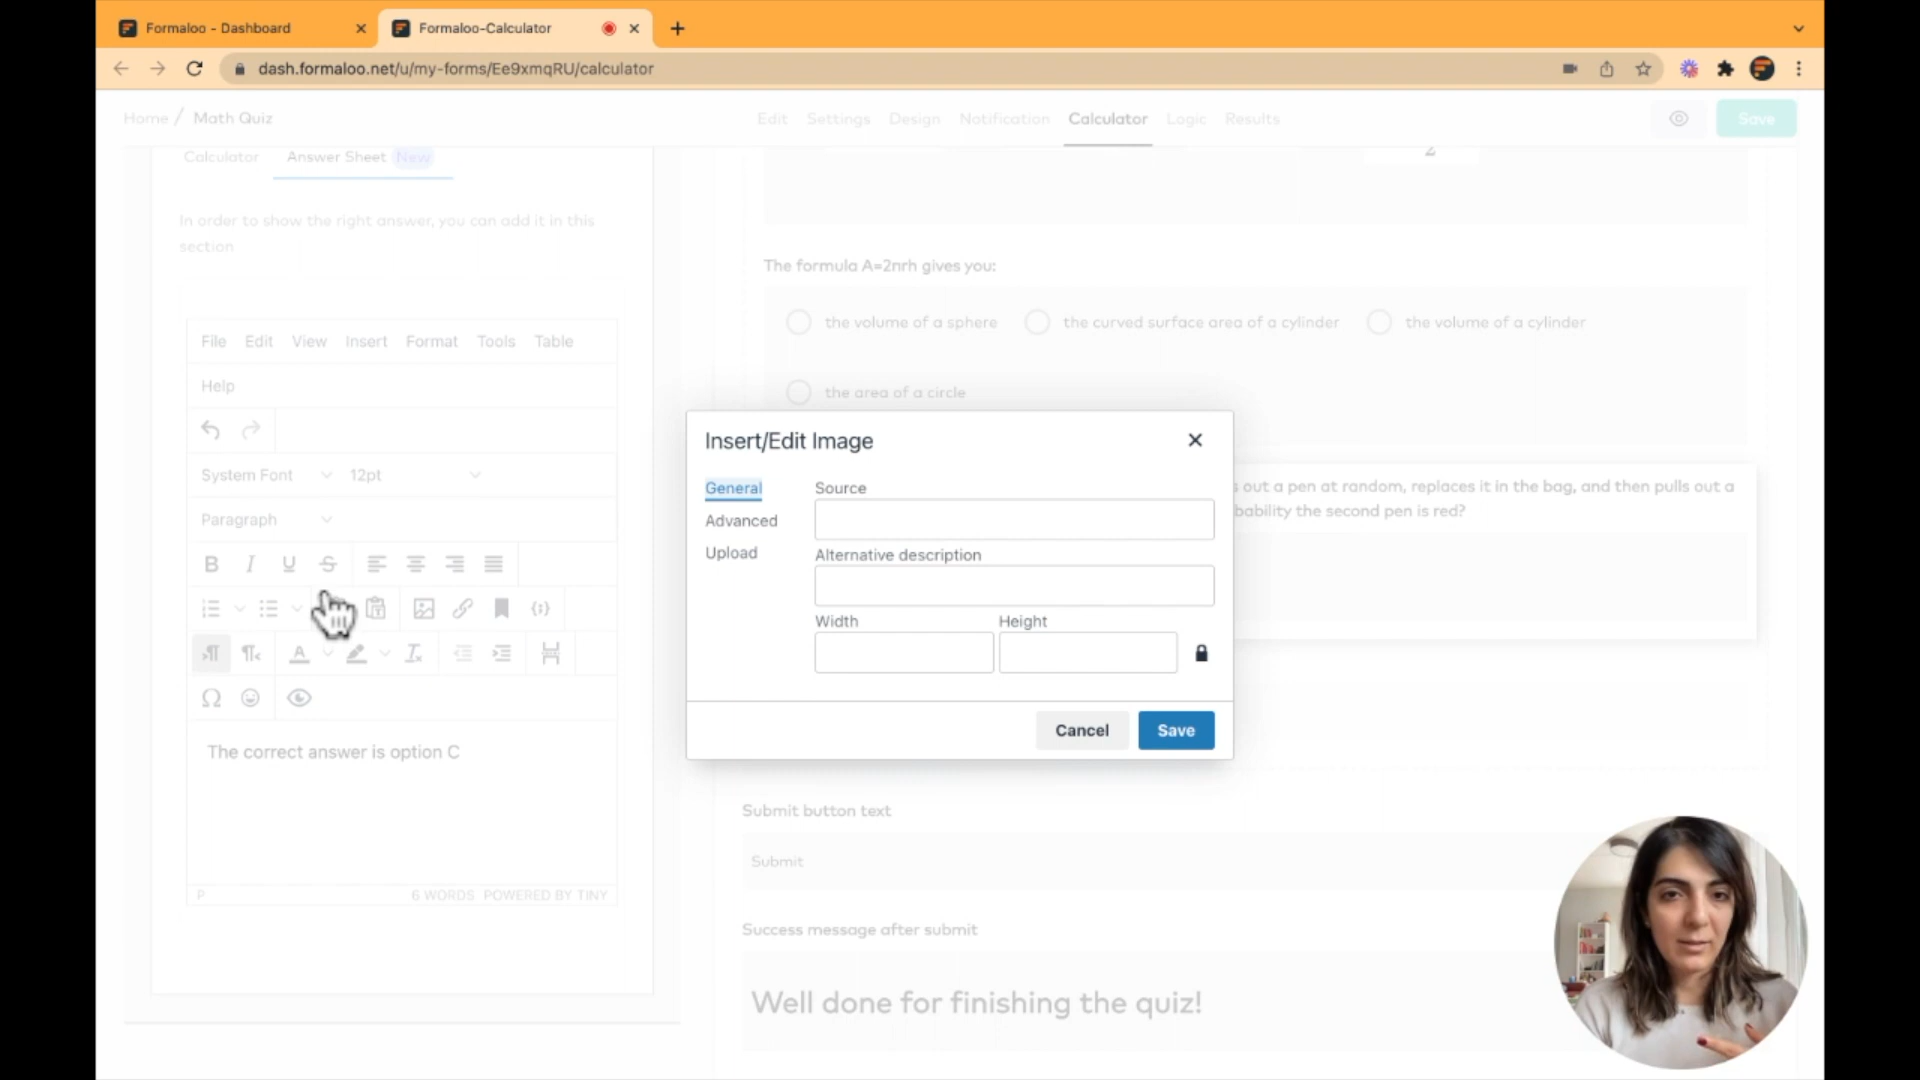 Formaloo - Dashboard
Formaloo-Calculator
dash.formaloo.net/u/my-forms/Ee9xmqRU/calculator
Home / Math Quiz
Edit Settings Design Notification Calculator Logic Results
Save
Calculator Answer Sheet New
2
In order to show the right answer, you can add it in this
section
The formula A=2πrh gives you:
the volume of a sphere the curved surface area of a cylinder the volume of a cylinder
the area of a circle
File Edit View Insert Format Tools Table
Help
System Font 12pt
Paragraph
The correct answer is option C
P 6 WORDS POWERED BY TINY
Insert/Edit Image
General
Advanced
Upload
Source
Alternative description
Width Height
Cancel Save
out a pen at random, replaces it in the bag, and then pulls out a
bability the second pen is red?
Submit button text
Submit
Success message after submit
Well done for finishing the quiz!